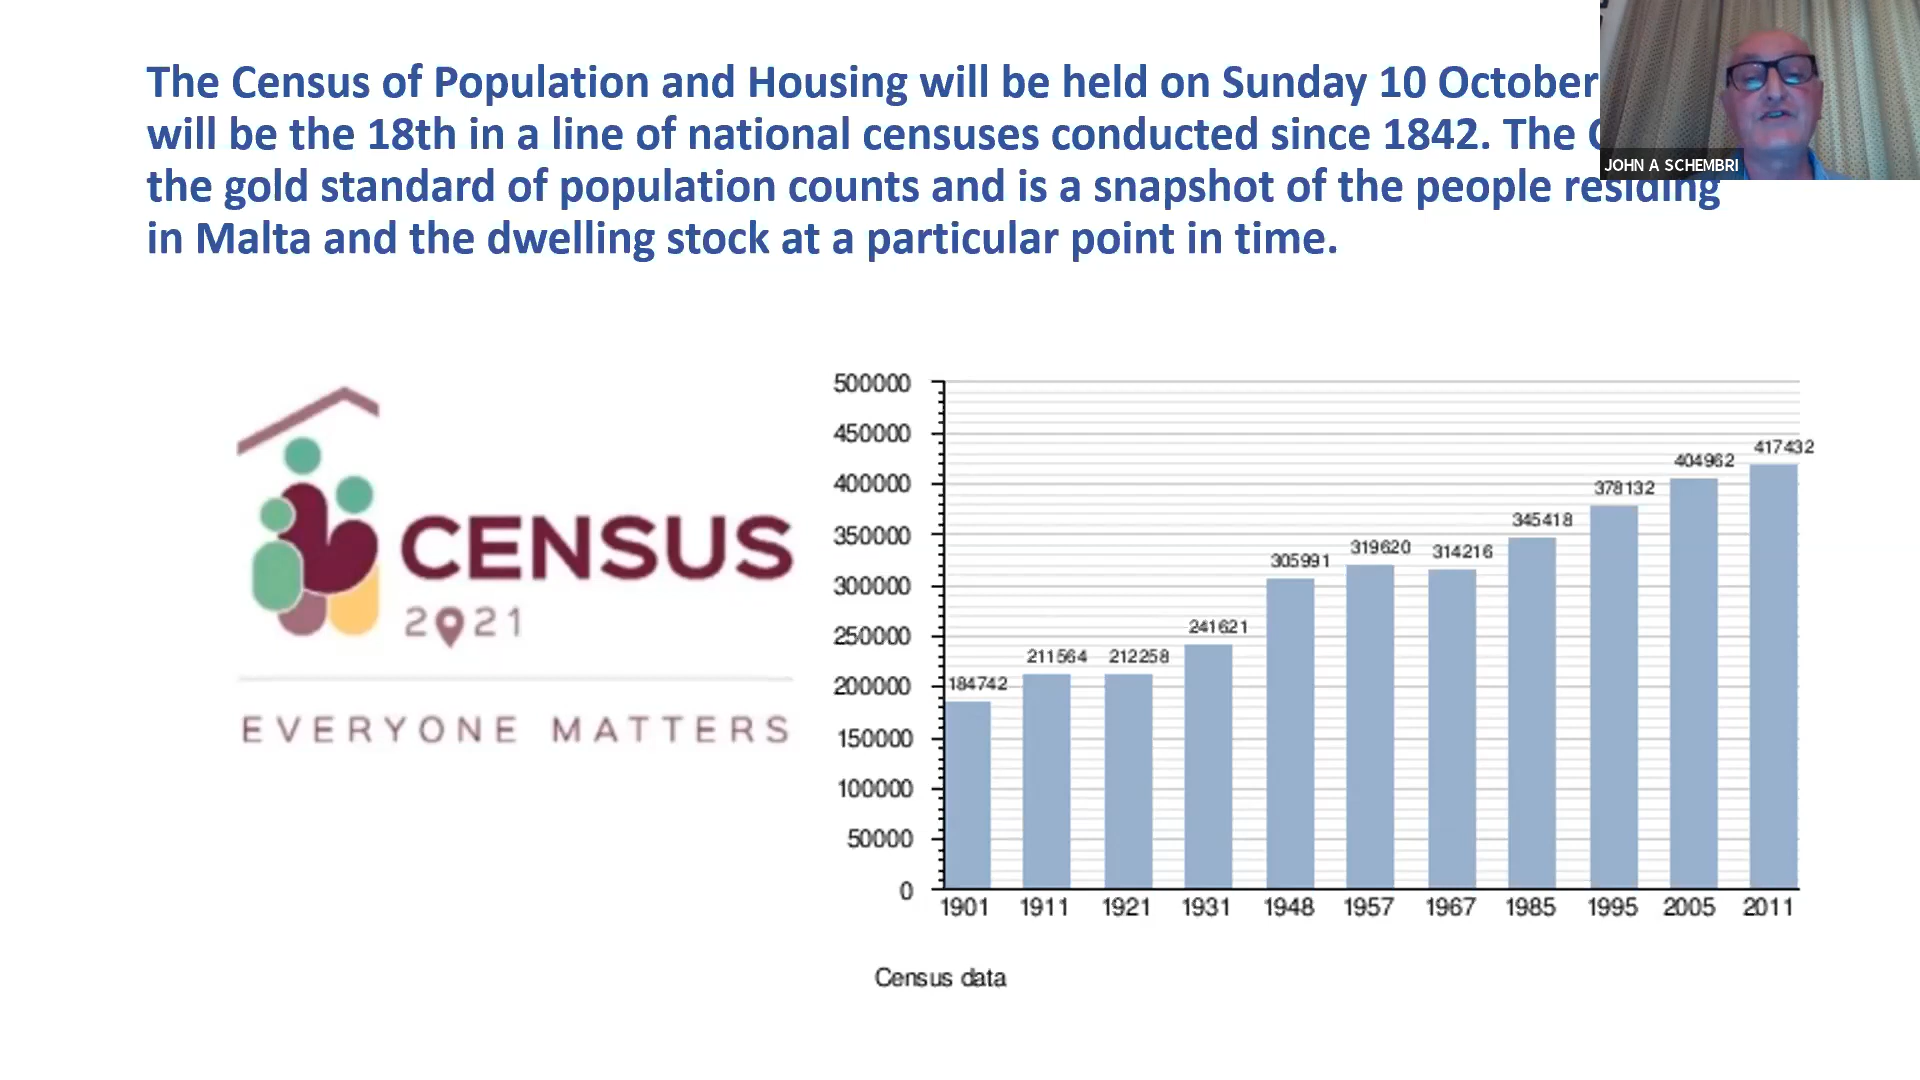 The Census of Population and Housing will be held on Sunday 10 October
will be the 18th in a line of national censuses conducted since 1842. The
the gold standard of population counts and is a snapshot of the people residing
in Malta and the dwelling stock at a particular point in time.
JOHN A SCHEMBRI
CENSUS
2021
EVERYONE MATTERS
500000
450000
400000
350000
300000
250000
200000
150000
100000
50000
0
184742
211564
212258
241621
305991
319620
314216
345418
378132
404962
417432
1901 1911 1921 1931 1948 1957 1967 1985 1995 2005 2011
Census data